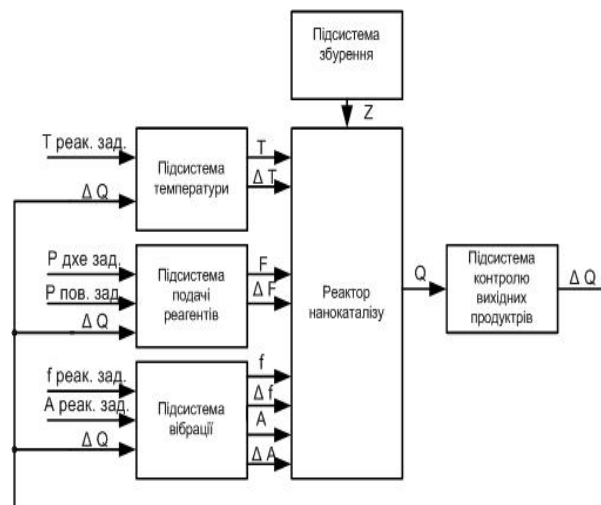 Підсистема
збурення
Z
Т реак. зад.
Δ Q
Підсистема
температури
T
Δ T
Р дхе зад.
Р пов. зад
Δ Q
Підсистема
подачі
реагентів
F
Δ F
f реак. зад.
А реак. зад.
Δ Q
Підсистема
вібрації
f
Δ f
A
Δ A
Реактор
нанокаталізу
Q
Підсистема
контролю
вихідних
продуктрів
Δ Q